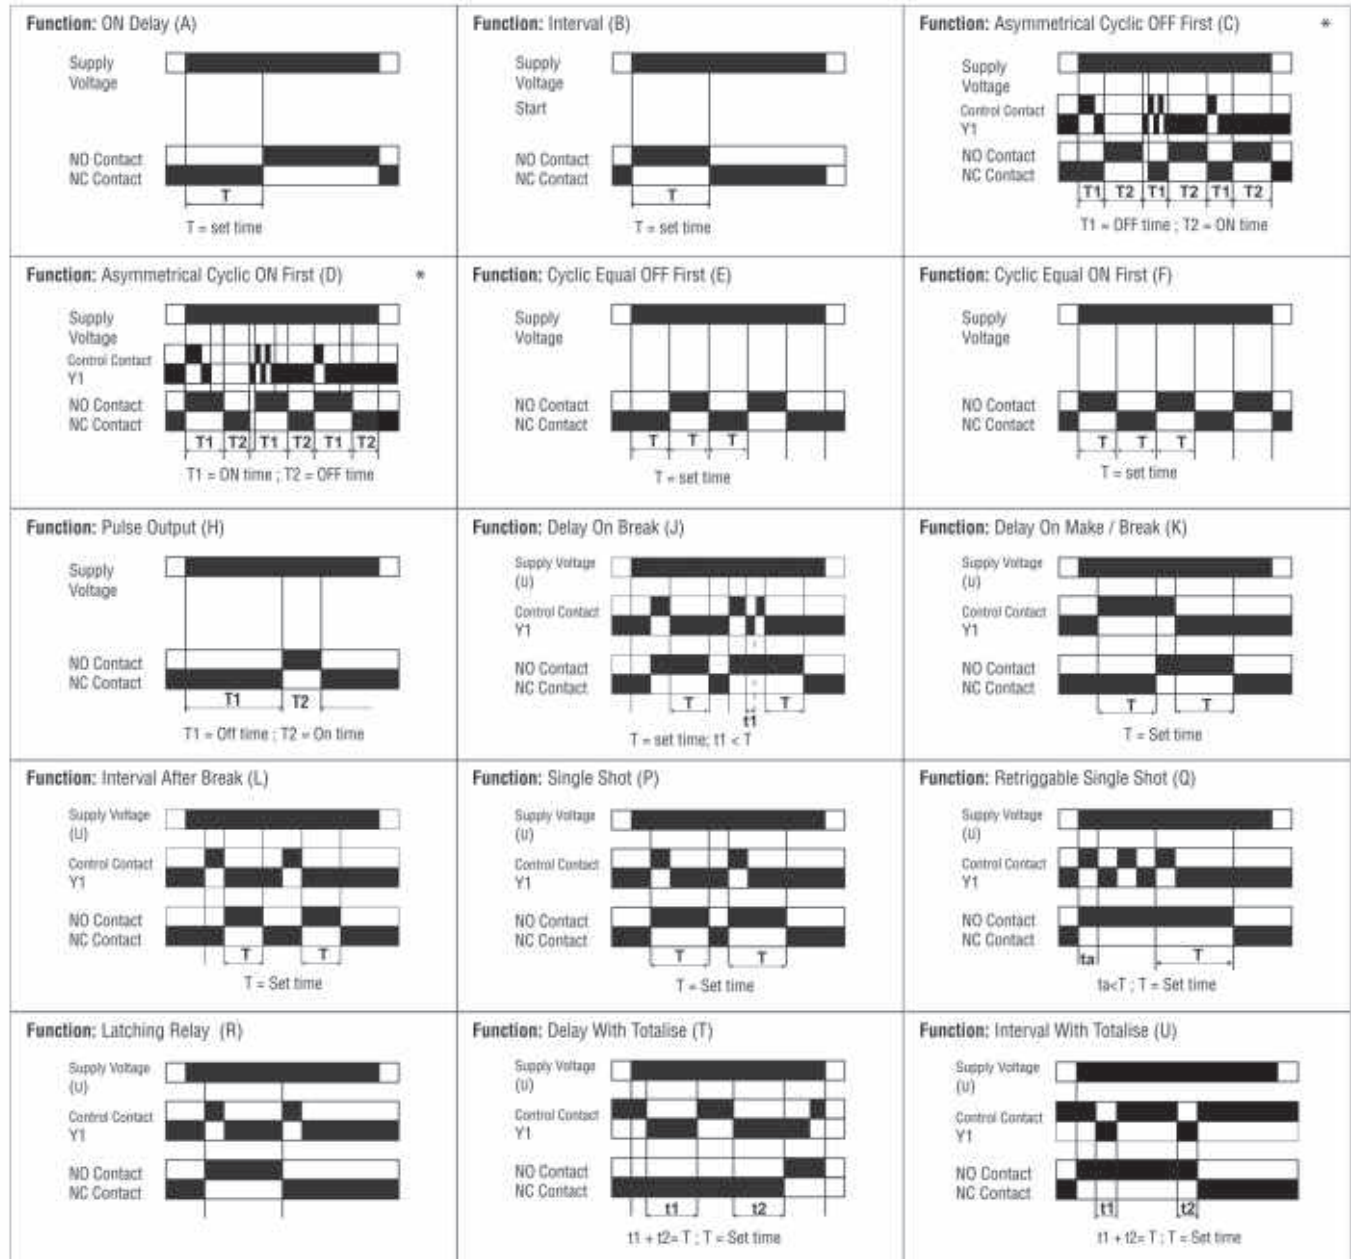 Function: ON Delay (A)
Supply
Voltage
NO Contact
NC Contact
T
T = set time
Function: Interval (B)
Supply
Voltage
Start
NO Contact
NC Contact
T
T = set time
Function: Asymmetrical Cyclic OFF First (C) *
Supply
Voltage
Control Contact
Y1
NO Contact
NC Contact
T1 T2 T1 T2 T1 T2
T1 = OFF time ; T2 = ON time
Function: Asymmetrical Cyclic ON First (D) *
Supply
Voltage
Control Contact
Y1
NO Contact
NC Contact
T1 T2 T1 T2 T1 T2
T1 = ON time ; T2 = OFF time
Function: Cyclic Equal OFF First (E)
Supply
Voltage
NO Contact
NC Contact
T T T
T = set time
Function: Cyclic Equal ON First (F)
Supply
Voltage
NO Contact
NC Contact
T T T
T = set time
Function: Pulse Output (H)
Supply
Voltage
NO Contact
NC Contact
T1 T2
T1 = Off time ; T2 = On time
Function: Delay On Break (J)
Supply Voltage
(U)
Control Contact
Y1
NO Contact
NC Contact
T t1 T
T = set time; t1 < T
Function: Delay On Make / Break (K)
Supply Voltage
(U)
Control Contact
Y1
NO Contact
NC Contact
T T
T = Set time
Function: Interval After Break (L)
Supply Voltage
(U)
Control Contact
Y1
NO Contact
NC Contact
T T
T = Set time
Function: Single Shot (P)
Supply Voltage
(U)
Control Contact
Y1
NO Contact
NC Contact
T T
T = Set time
Function: Retriggable Single Shot (Q)
Supply Voltage
(U)
Control Contact
Y1
NO Contact
NC Contact
ta T
ta<T ; T = Set time
Function: Latching Relay (R)
Supply Voltage
(U)
Control Contact
Y1
NO Contact
NC Contact
Function: Delay With Totalise (T)
Supply Voltage
(U)
Control Contact
Y1
NO Contact
NC Contact
t1 t2
t1 + t2= T ; T = Set time
Function: Interval With Totalise (U)
Supply Voltage
(U)
Control Contact
Y1
NO Contact
NC Contact
t1 t2
t1 + t2= T ; T = Set time